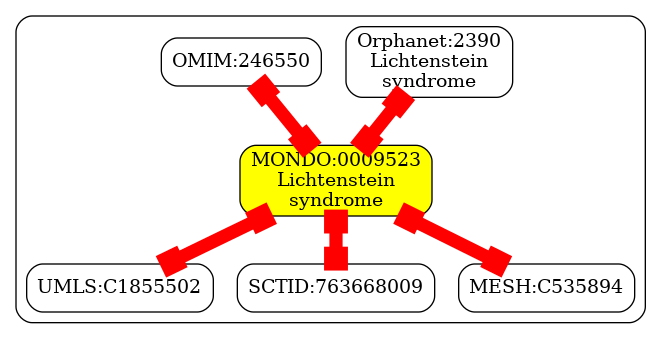 OMIM:246550
Orphanet:2390
Lichtenstein
syndrome
MONDO:0009523
Lichtenstein
syndrome
UMLS:C1855502
SCTID:763668009
MESH:C535894